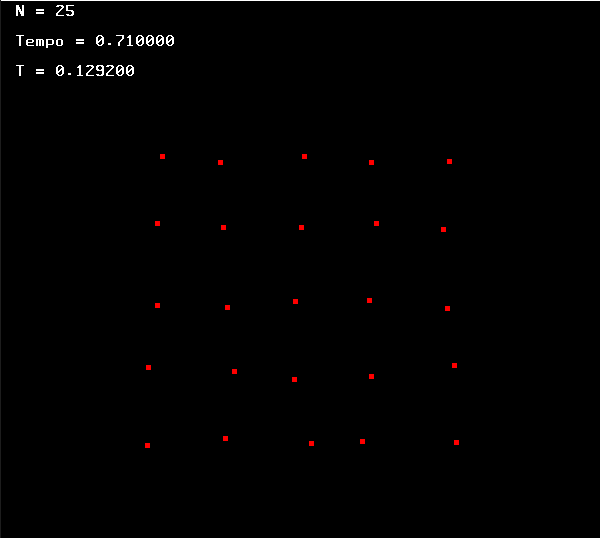 N = 25
Tempo = 0.710000
T = 0.129200